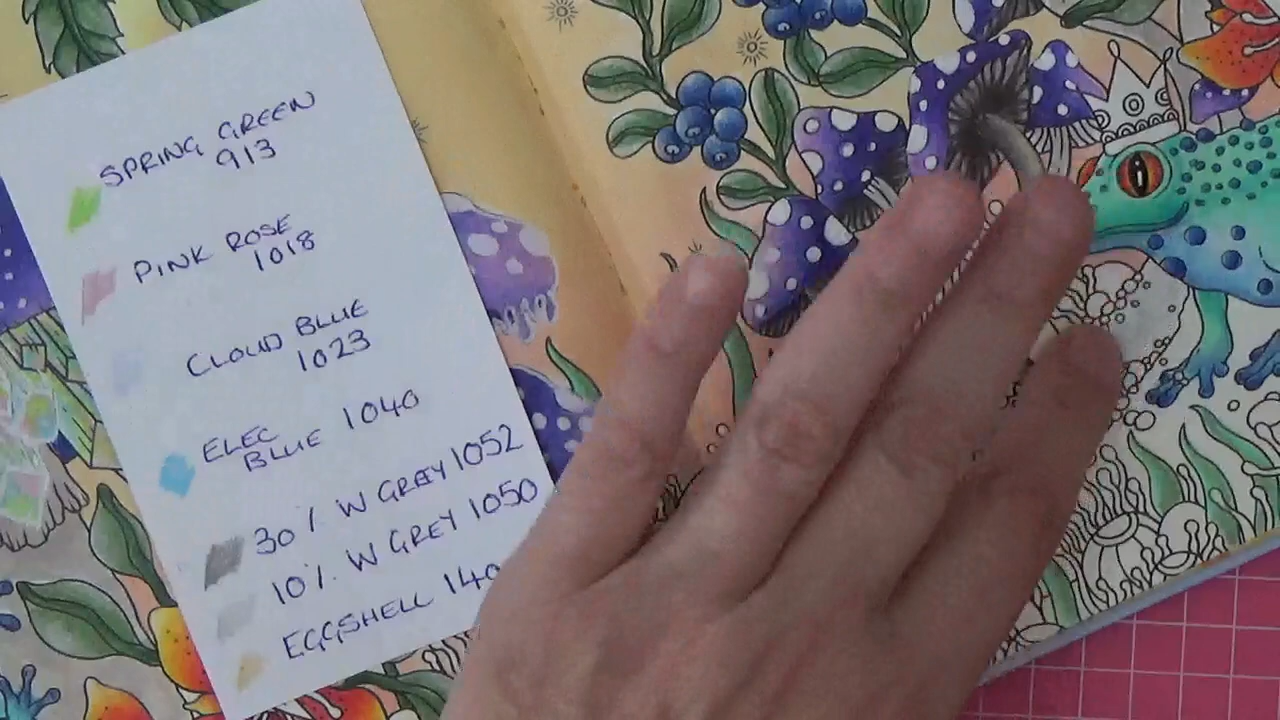 SPRING GREEN
913
PINK ROSE
1018
CLOUD BLUE
1023
ELEC
BLUE 1040
30% W GREY 1052
10% W GREY 1050
EGGSHELL